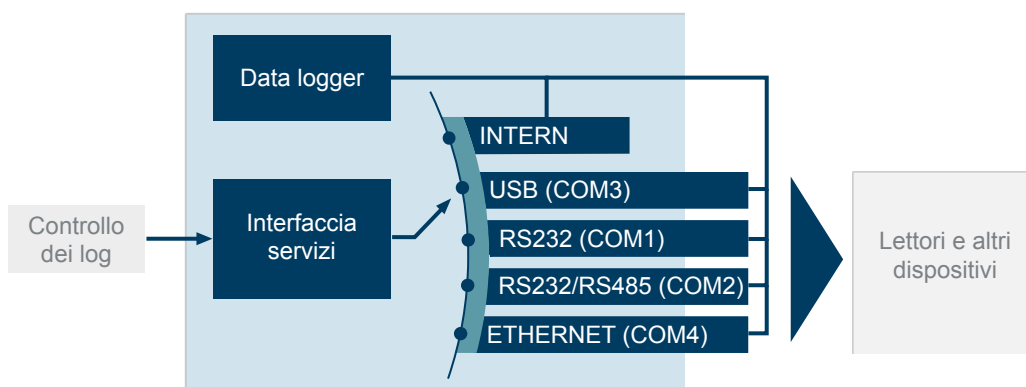 Data logger
INTERN
USB (COM3)
Controllo
dei log
Interfaccia
servizi
RS232 (COM1)
RS232/RS485 (COM2)
ETHERNET (COM4)
Lettori e altri
dispositivi